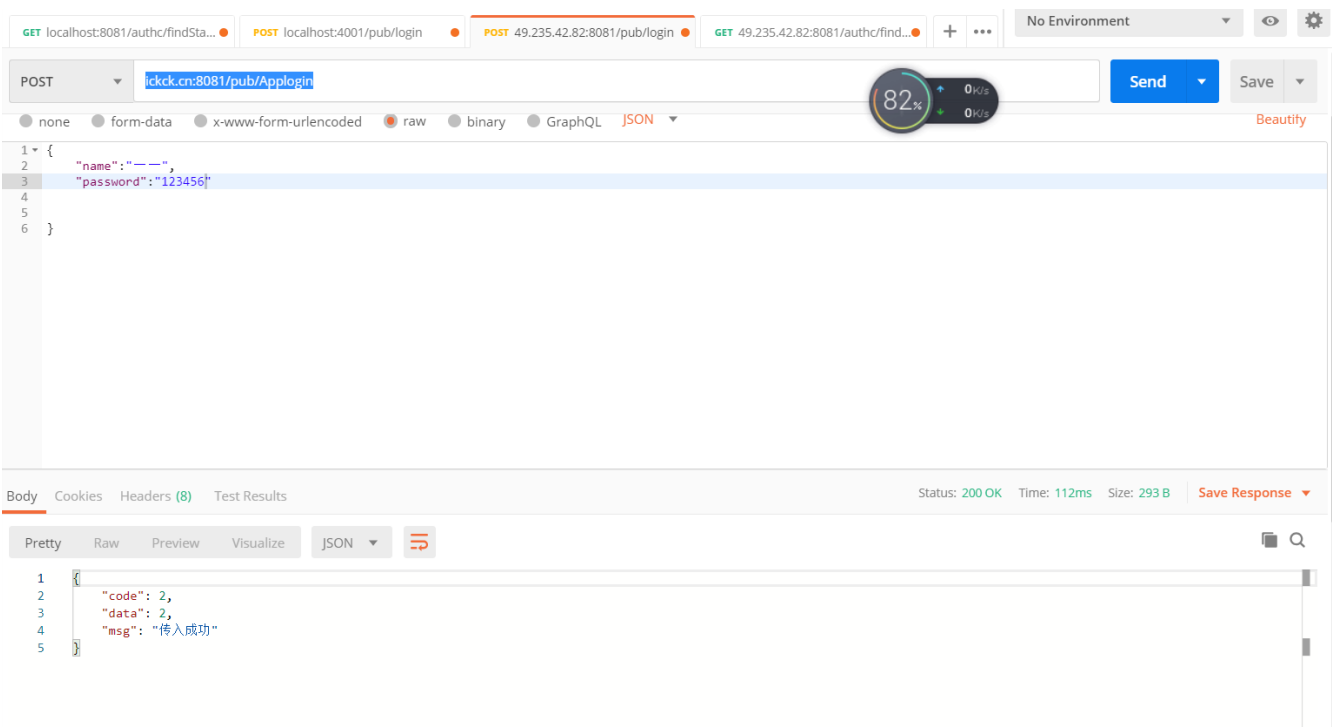 GET localhost:8081/authc/findSta... POST localhost:4001/pub/login POST 49.235.42.82:8081/pub/login GET 49.235.42.82:8081/authc/find... + ... No Environment
POST ickck.cn:8081/pub/Applogin Send Save
82% 0K/s
0K/s
none form-data x-www-form-urlencoded raw binary GraphQL JSON Beautify
1 {
2 "name":"一一",
3 "password":"123456"
4
5
6 }
Body Cookies Headers (8) Test Results Status: 200 OK Time: 112ms Size: 293 B Save Response
Pretty Raw Preview Visualize JSON
1 {
2 "code": 2,
3 "data": 2,
4 "msg": "传入成功"
5 }